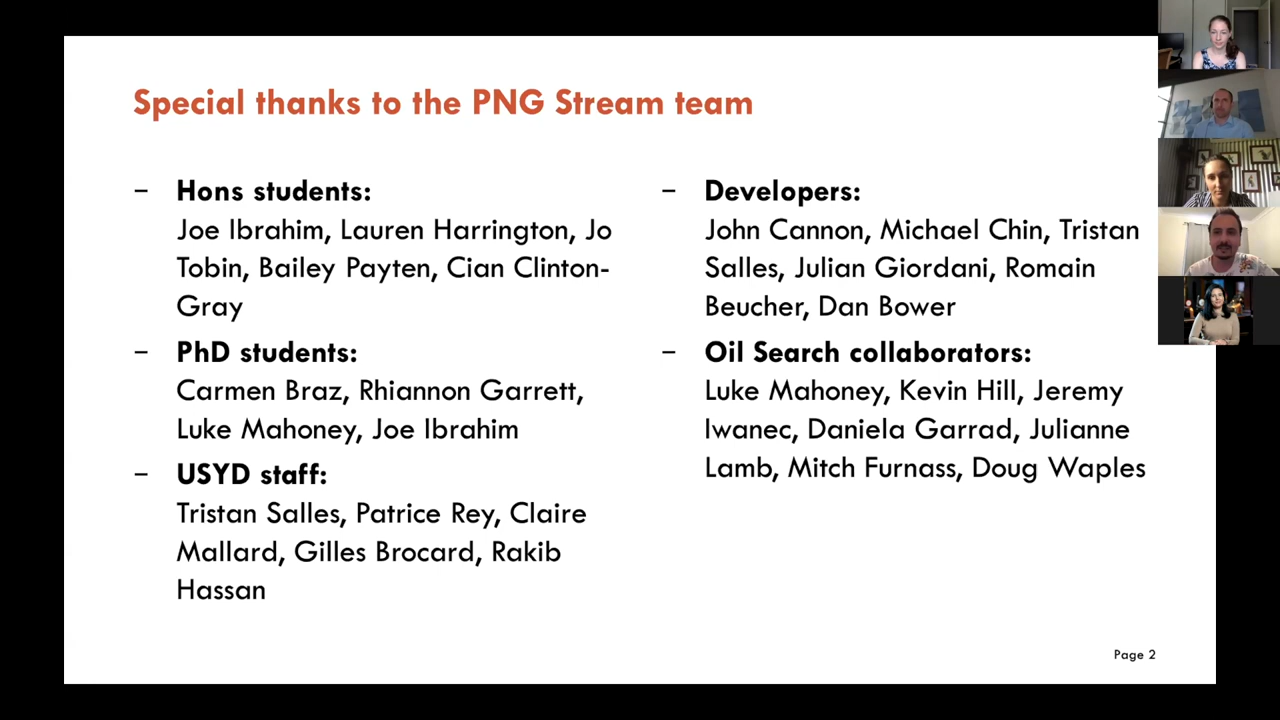 Special thanks to the PNG Stream team
– Hons students:
Joe Ibrahim, Lauren Harrington, Jo
Tobin, Bailey Payten, Cian Clinton-
Gray
– PhD students:
Carmen Braz, Rhiannon Garrett,
Luke Mahoney, Joe Ibrahim
– USYD staff:
Tristan Salles, Patrice Rey, Claire
Mallard, Gilles Brocard, Rakib
Hassan
– Developers:
John Cannon, Michael Chin, Tristan
Salles, Julian Giordani, Romain
Beucher, Dan Bower
– Oil Search collaborators:
Luke Mahoney, Kevin Hill, Jeremy
Iwanec, Daniela Garrad, Julianne
Lamb, Mitch Furnass, Doug Waples
Page 2